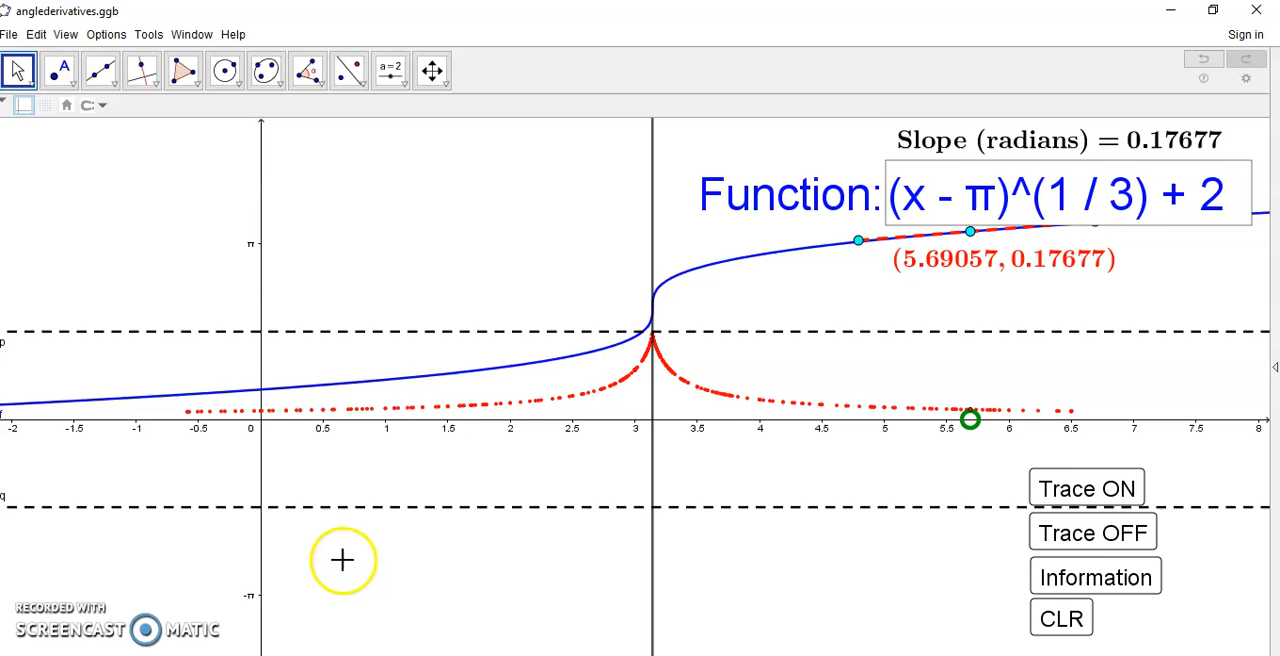 anglederivatives.ggb
File Edit View Options Tools Window Help
Sign in
A
α
a=2
Slope (radians) = 0.17677
Function: (x - π)^(1 / 3) + 2
π
(5.69057, 0.17677)
p
f
-2 -1.5 -1 -0.5 0 0.5 1 1.5 2 2.5 3 3.5 4 4.5 5 5.5 6 6.5 7 7.5 8
Trace ON
q
Trace OFF
Information
-π
CLR
RECORDED WITH
SCREENCAST MATIC